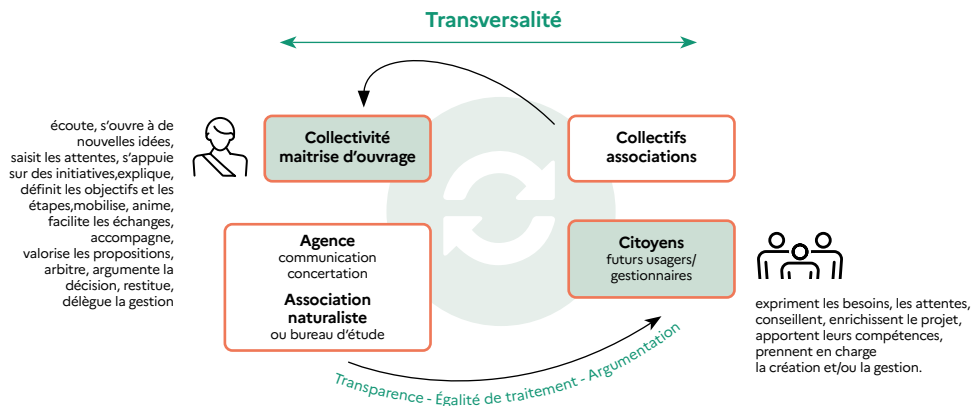 Transversalité
écoute, s'ouvre à de
nouvelles idées,
saisit les attentes, s'appuie
sur des initiatives,explique,
définit les objectifs et les
étapes,mobilise, anime,
facilite les échanges,
accompagne,
valorise les propositions,
arbitre, argumente la
décision, restitue,
délègue la gestion
Collectivité
maitrise d'ouvrage
Collectifs
associations
Agence
communication
concertation
Association
naturaliste
ou bureau d'étude
Citoyens
futurs usagers/
gestionnaires
expriment les besoins, les attentes,
conseillent, enrichissent le projet,
apportent leurs compétences,
prennent en charge
la création et/ou la gestion.
Transparence - Égalité de traitement - Argumentation